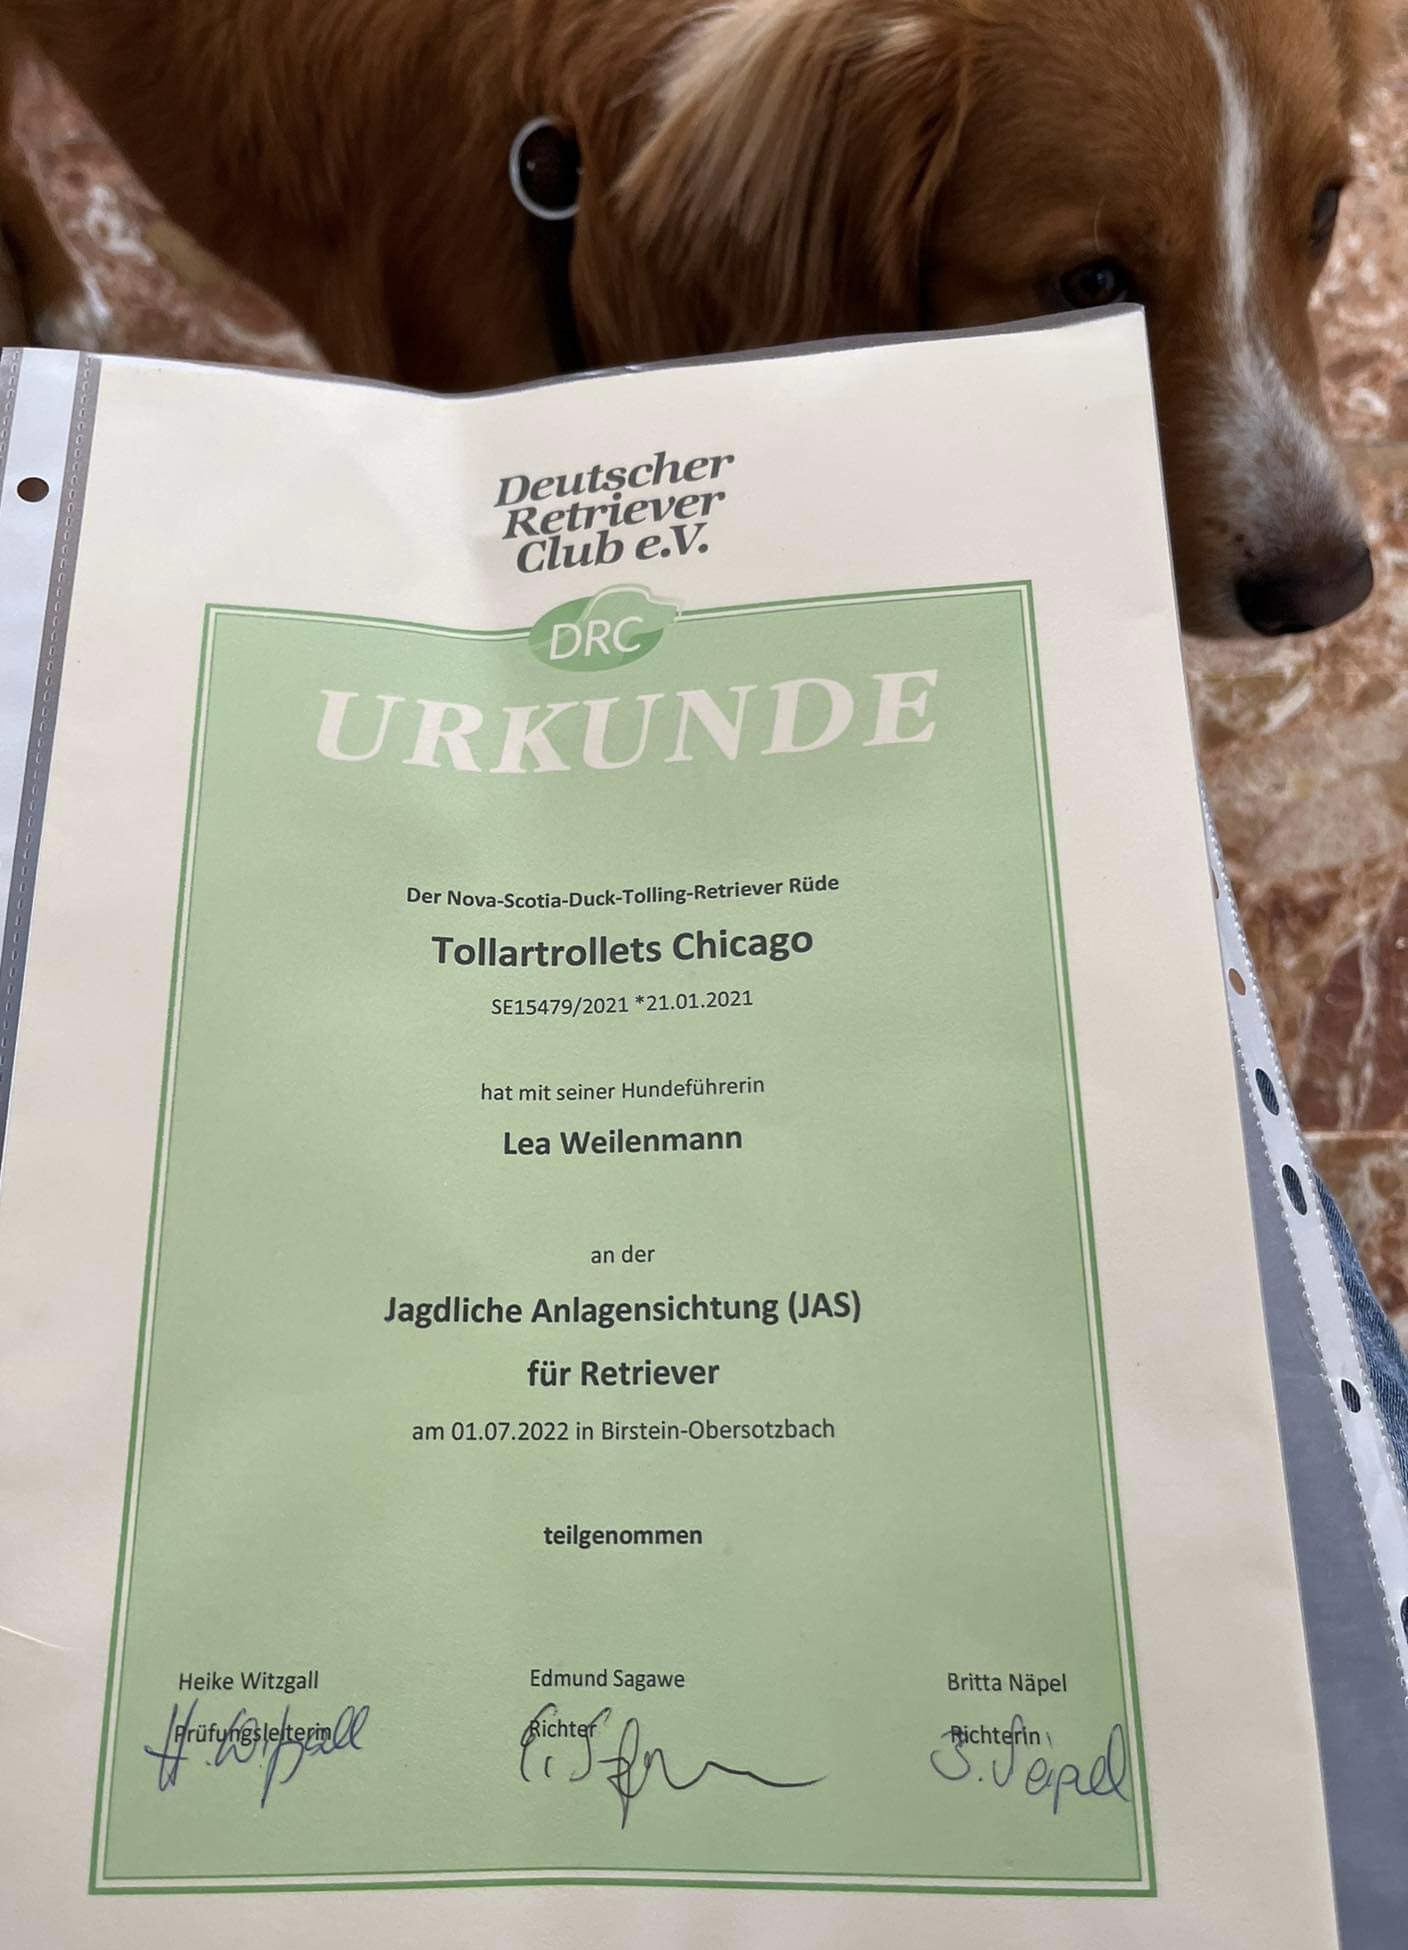 Deutscher
Retriever
Club e.V.
DRC
URKUNDE
Der Nova-Scotia-Duck-Tolling-Retriever Rüde
Tollartrollets Chicago
SE15479/2021 *21.01.2021
hat mit seiner Hundeführerin
Lea Weilenmann
an der
Jagdliche Anlagensichtung (JAS)
für Retriever
am 01.07.2022 in Birstein-Obersotzbach
teilgenommen
Heike Witzgall Edmund Sagawe Britta Näpel
Prüfungsleiterin Richter Richterin
H. Witzgall